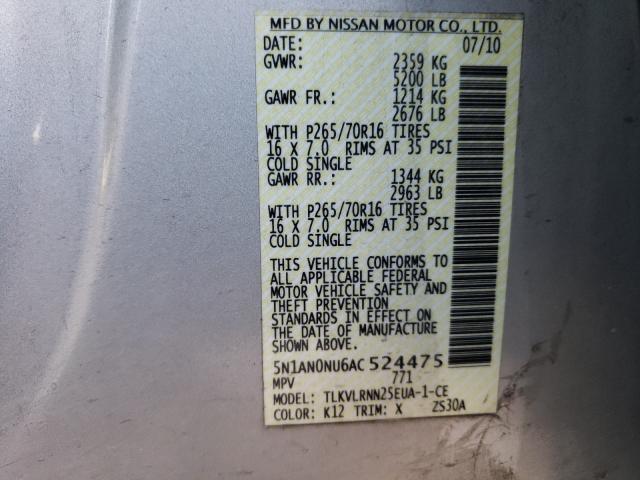 MFD BY NISSAN MOTOR CO., LTD.
DATE: 07/10
GVWR: 2359 KG
5200 LB
GAWR FR.: 1214 KG
2676 LB
WITH P265/70R16 TIRES
16 X 7.0 RIMS AT 35 PSI
COLD SINGLE
GAWR RR.: 1344 KG
2963 LB
WITH P265/70R16 TIRES
16 X 7.0 RIMS AT 35 PSI
COLD SINGLE
THIS VEHICLE CONFORMS TO
ALL APPLICABLE FEDERAL
MOTOR VEHICLE SAFETY AND
THEFT PREVENTION
STANDARDS IN EFFECT ON
THE DATE OF MANUFACTURE
SHOWN ABOVE.
5N1AN0NU6AC524475
MPV 771
MODEL: TLKVLRNN25EUA-1-CE
COLOR: K12 TRIM: X ZS30A